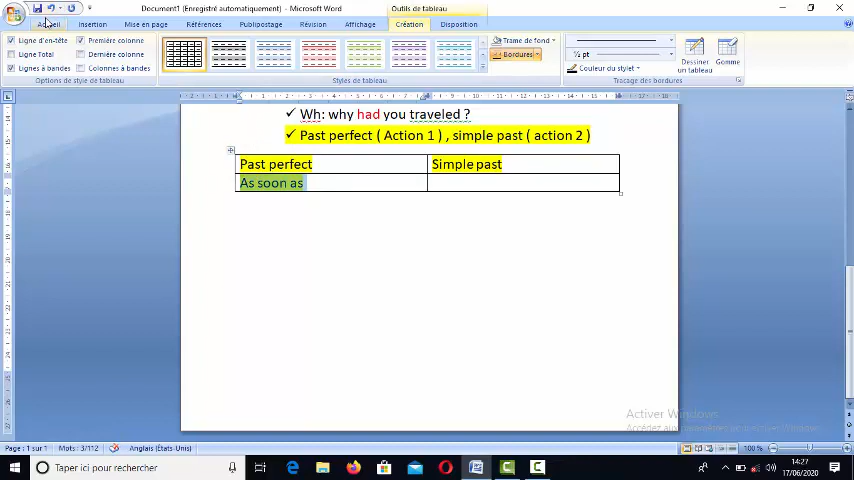 Document1 (Enregistré automatiquement) - Microsoft Word
Outils de tableau
Accueil Insertion Mise en page Références Publipostage Révision Affichage Création Disposition
Ligne d'en-tête Première colonne
Ligne Total Dernière colonne
Lignes à bandes Colonnes à bandes
Options de style de tableau
Styles de tableau
Trame de fond
Bordures
½ pt
Couleur du stylet
Dessiner un tableau
Gomme
Traçage des bordures
✓ Wh: why had you traveled ?
✓ Past perfect ( Action 1 ) , simple past ( action 2 )
Past perfect Simple past
As soon as
Activer Windows
Accédez aux paramètres
Page : 1 sur 1 Mots : 3/112 Anglais (États-Unis) 100 %
Taper ici pour rechercher
14:27
17/06/2020